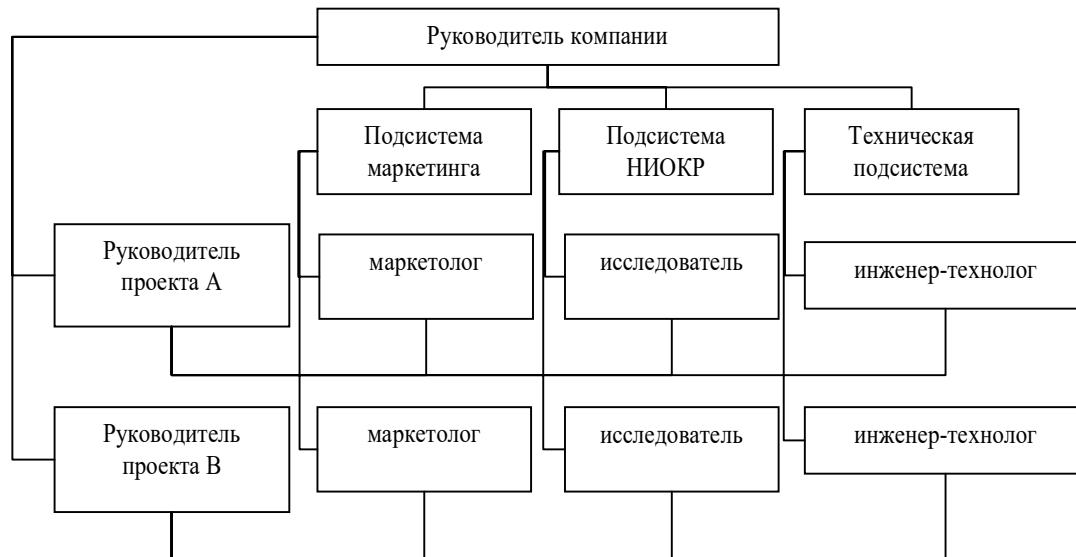 Руководитель компании
Подсистема
маркетинга
Подсистема
НИОКР
Техническая
подсистема
Руководитель
проекта А
маркетолог
исследователь
инженер-технолог
Руководитель
проекта В
маркетолог
исследователь
инженер-технолог